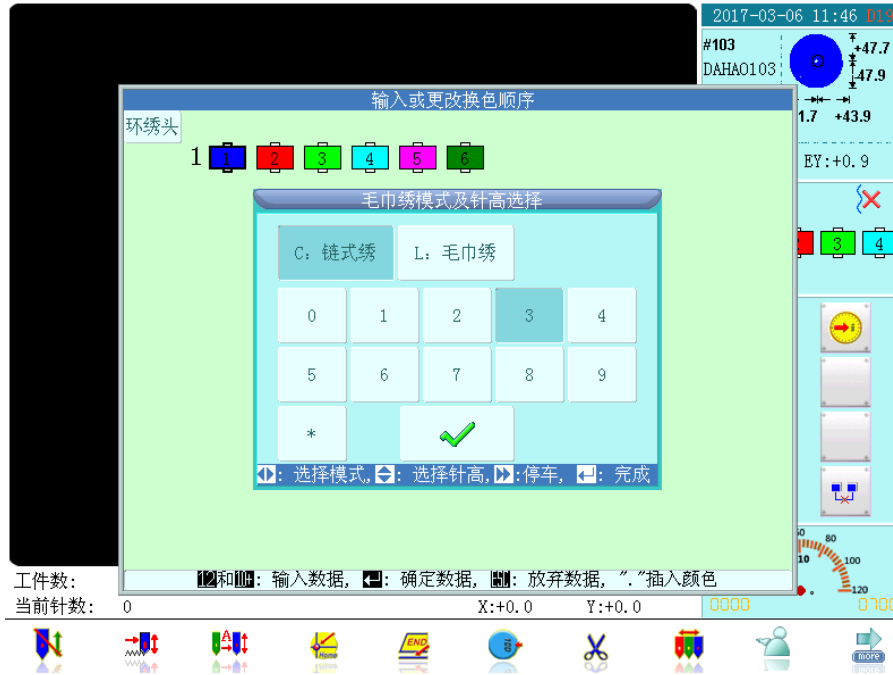 2017-03-06 11:46 D19
#103
DAHAO103
+47.7
47.9
1.7 +43.9
EY:+0.9
输入或更改换色顺序
环绣头
1 1 2 3 4 5 6
毛巾绣模式及针高选择
C: 链式绣 L: 毛巾绣
0 1 2 3 4
5 6 7 8 9
*
: 选择模式, : 选择针高, :停车, : 完成
和: 输入数据, : 确定数据, : 放弃数据, "."插入颜色
3 4
80
10 100
120
0000 0700
工件数:
当前针数: 0 X:+0.0 Y:+0.0
A
Home
END
more